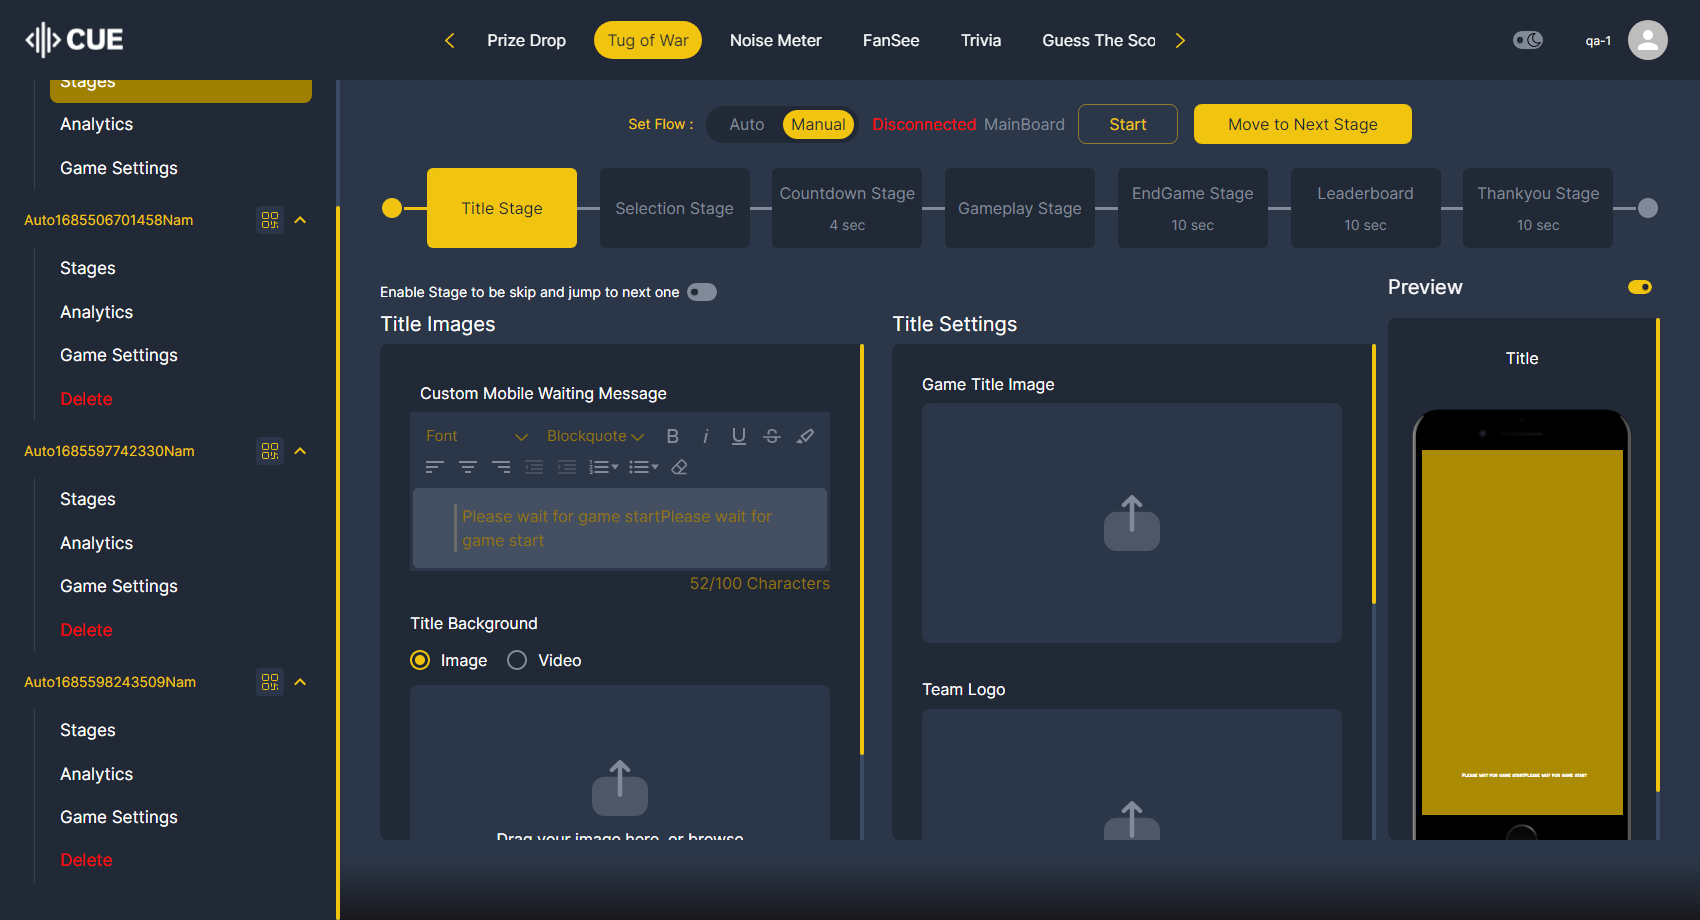 CUE
Prize Drop
Tug of War
Noise Meter
FanSee
Trivia
Guess The Sco
qa-1
Stages
Analytics
Game Settings
Auto1685506701458Nam
Stages
Analytics
Game Settings
Delete
Auto1685597742330Nam
Stages
Analytics
Game Settings
Delete
Auto1685598243509Nam
Stages
Analytics
Game Settings
Delete
Set Flow :
Auto
Manual
Disconnected MainBoard
Start
Move to Next Stage
Title Stage
Selection Stage
Countdown Stage
4 sec
Gameplay Stage
EndGame Stage
10 sec
Leaderboard
10 sec
Thankyou Stage
10 sec
Enable Stage to be skip and jump to next one
Title Images
Custom Mobile Waiting Message
Font
Blockquote
B i U S
Please wait for game startPlease wait for
game start
52/100 Characters
Title Background
Image
Video
Drag your image here, or browse
Title Settings
Game Title Image
Team Logo
Preview
Title
Please wait for game startPlease wait for game start